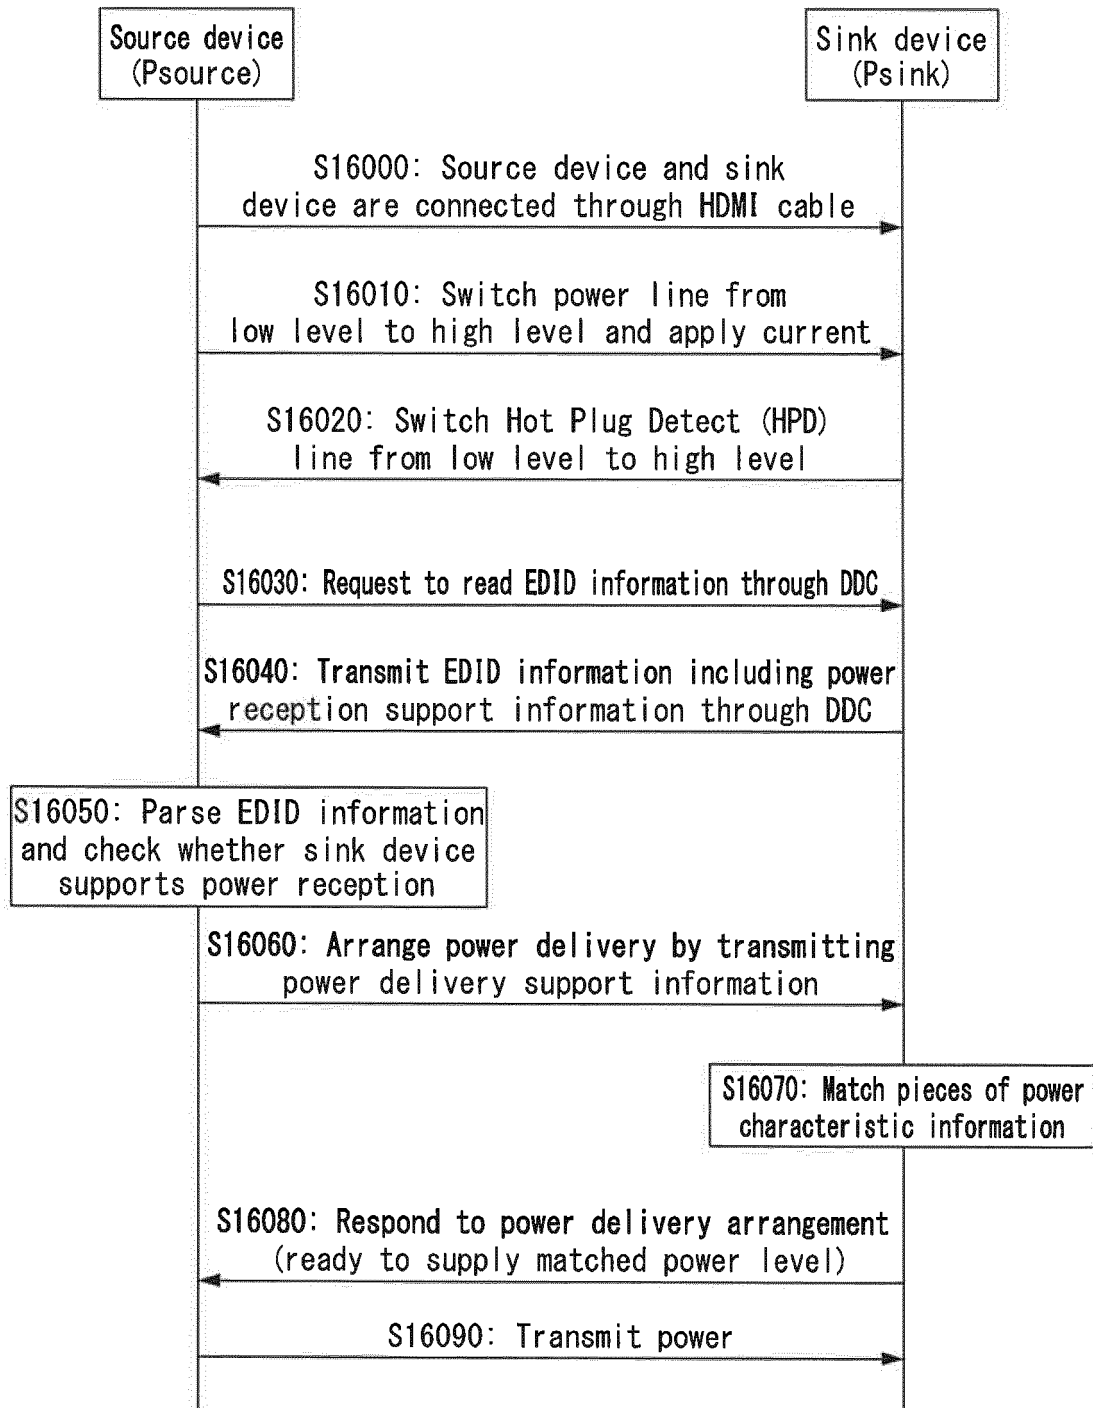 Source device
(Psource)
Sink device
(Psink)
S16000: Source device and sink
device are connected through HDMI cable
S16010: Switch power line from
low level to high level and apply current
S16020: Switch Hot Plug Detect (HPD)
line from low level to high level
S16030: Request to read EDID information through DDC
S16040: Transmit EDID information including power
reception support information through DDC
S16050: Parse EDID information
and check whether sink device
supports power reception
S16060: Arrange power delivery by transmitting
power delivery support information
S16070: Match pieces of power
characteristic information
S16080: Respond to power delivery arrangement
(ready to supply matched power level)
S16090: Transmit power